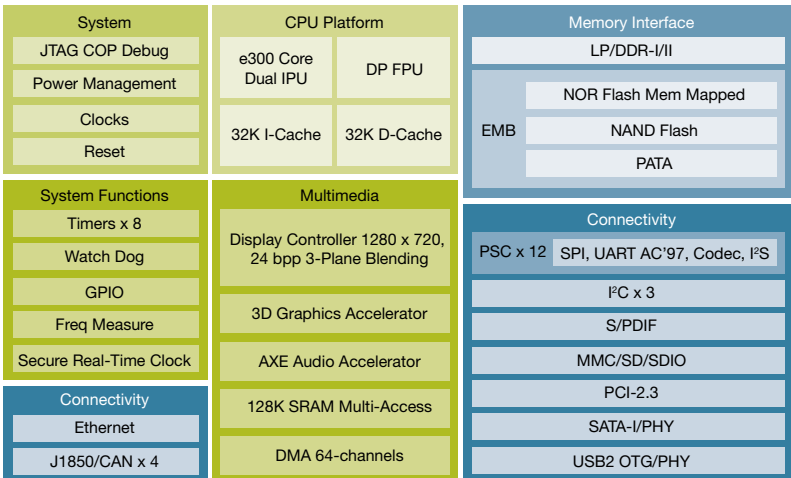 System
JTAG COP Debug
Power Management
Clocks
Reset
CPU Platform
e300 Core
Dual IPU
DP FPU
32K I-Cache
32K D-Cache
Memory Interface
LP/DDR-I/II
EMB
NOR Flash Mem Mapped
NAND Flash
PATA
System Functions
Timers x 8
Watch Dog
GPIO
Freq Measure
Secure Real-Time Clock
Multimedia
Display Controller 1280 x 720,
24 bpp 3-Plane Blending
3D Graphics Accelerator
AXE Audio Accelerator
128K SRAM Multi-Access
DMA 64-channels
Connectivity
PSC x 12
SPI, UART AC'97, Codec, I²S
I²C x 3
S/PDIF
MMC/SD/SDIO
PCI-2.3
SATA-I/PHY
USB2 OTG/PHY
Connectivity
Ethernet
J1850/CAN x 4